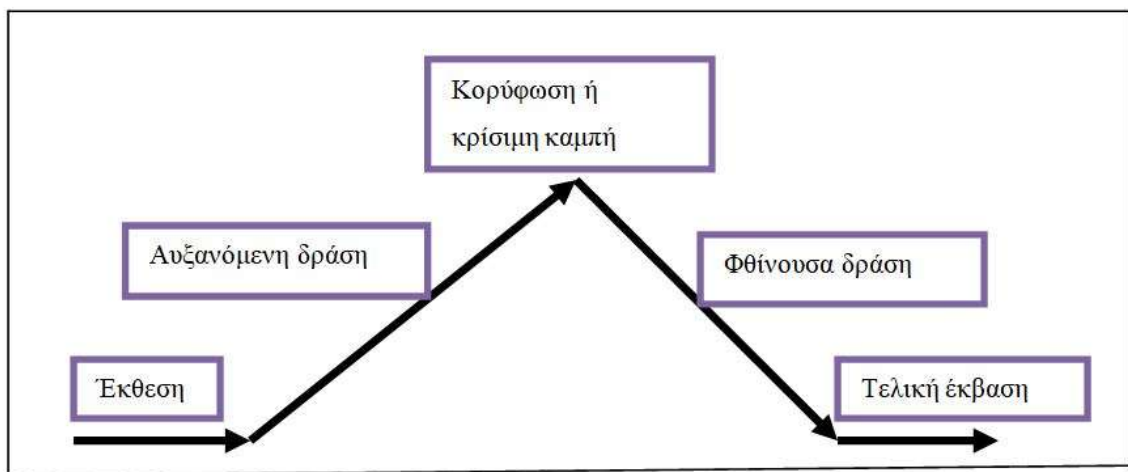 Κορύφωση ή
κρίσιμη καμπή
Αυξανόμενη δράση
Φθίνουσα δράση
Έκθεση
Τελική έκβαση